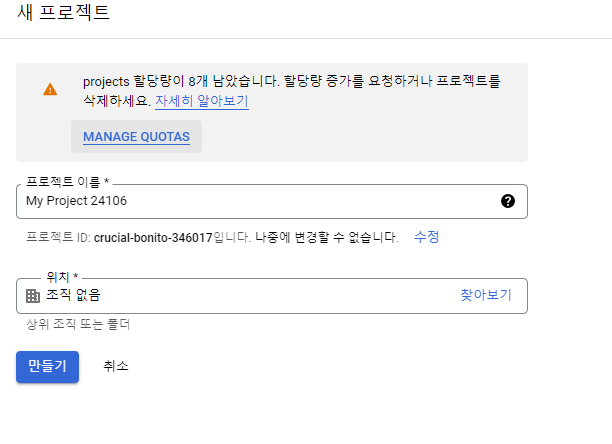 새 프로젝트
projects 할당량이 8개 남았습니다. 할당량 증가를 요청하거나 프로젝트를
삭제하세요. 자세히 알아보기
MANAGE QUOTAS
프로젝트 이름 *
My Project 24106
프로젝트 ID: crucial-bonito-346017입니다. 나중에 변경할 수 없습니다. 수정
위치 *
조직 없음 찾아보기
상위 조직 또는 폴더
만들기 취소